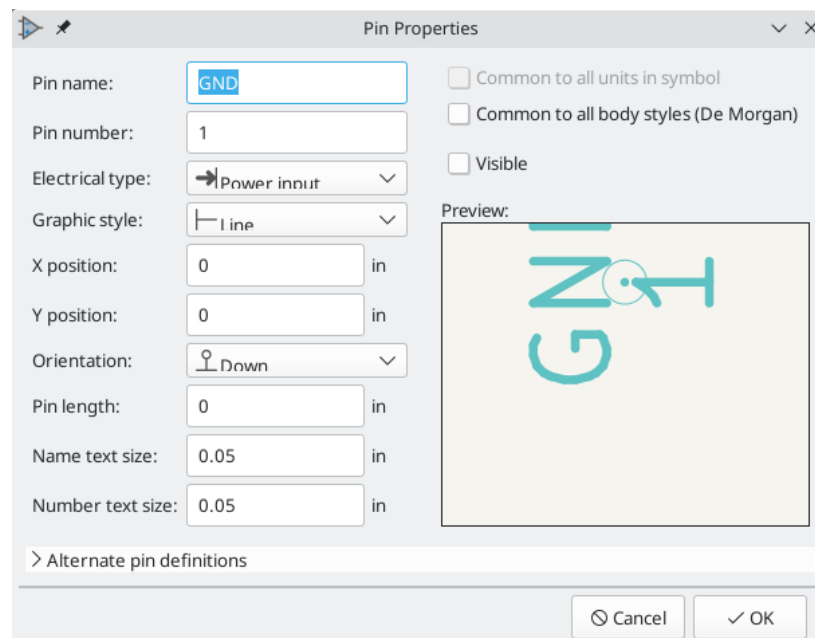 Pin Properties
Pin name:
GND
Pin number:
1
Electrical type:
Power input
Graphic style:
Line
X position:
0
in
Y position:
0
in
Orientation:
Down
Pin length:
0
in
Name text size:
0.05
in
Number text size:
0.05
in
Common to all units in symbol
Common to all body styles (De Morgan)
Visible
Preview:
GN
1
Alternate pin definitions
Cancel
OK